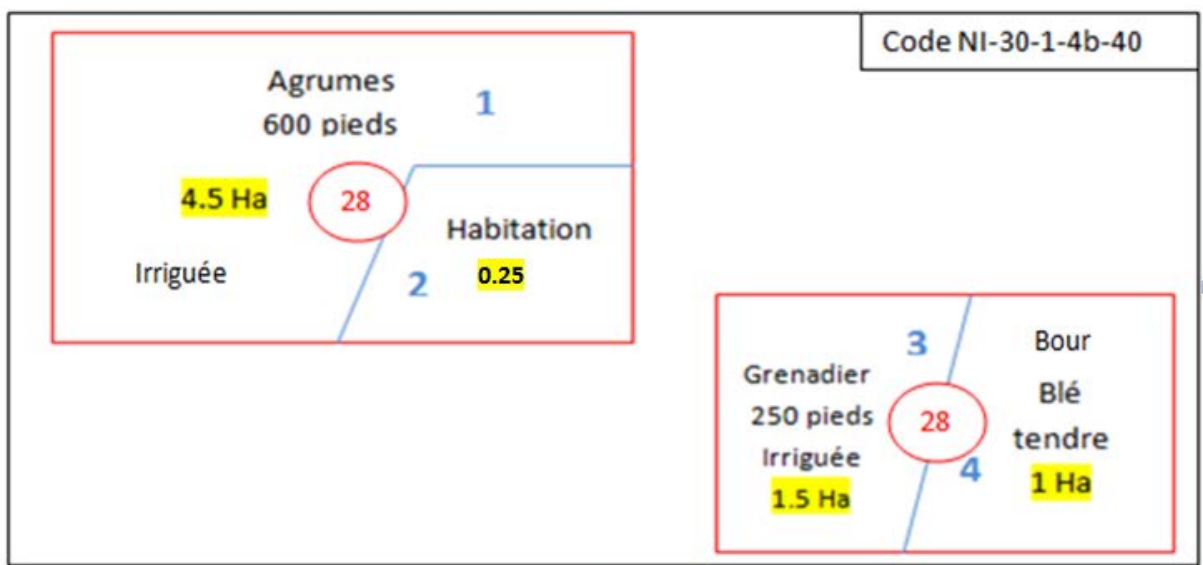 Code NI-30-1-4b-40
Agrumes
600 pieds
1
4.5 Ha
28
Irriguée
Habitation
2
0.25
Grenadier
250 pieds
Irriguée
1.5 Ha
3
28
4
Bour
Blé
tendre
1 Ha